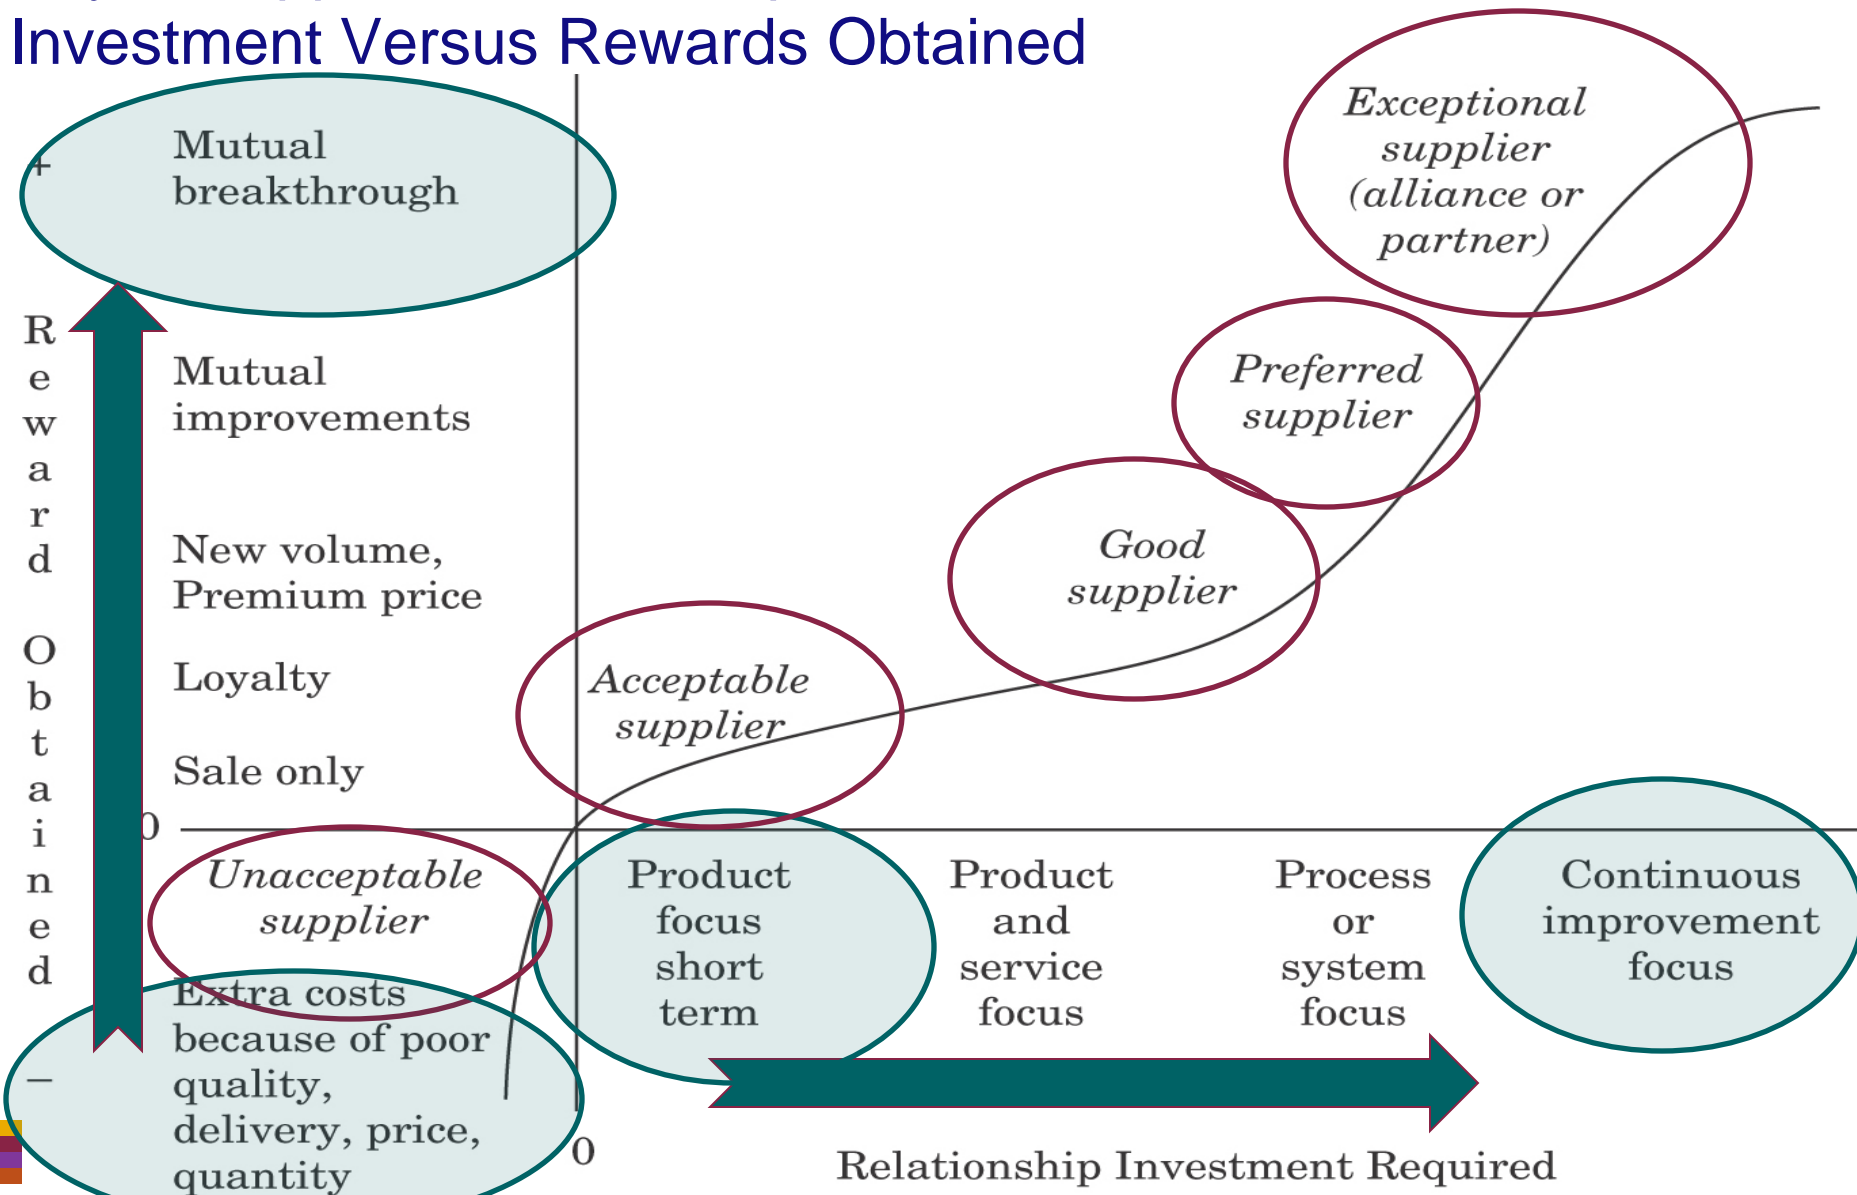 Investment Versus Rewards Obtained
+
Mutual
breakthrough
Exceptional
supplier
(alliance or
partner)
Reward Obtained
Mutual
improvements
Preferred
supplier
New volume,
Premium price
Good
supplier
Loyalty
Acceptable
supplier
Sale only
0
Unacceptable
supplier
Product
focus
short
term
Product
and
service
focus
Process
or
system
focus
Continuous
improvement
focus
Extra costs
because of poor
quality,
delivery, price,
quantity
−
0
Relationship Investment Required